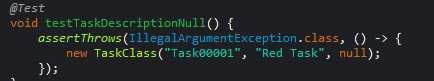 @Test
void testTaskDescriptionNull() {
    assertThrows(IllegalArgumentException.class, () -> {
        new TaskClass("Task00001", "Red Task", null);
    });